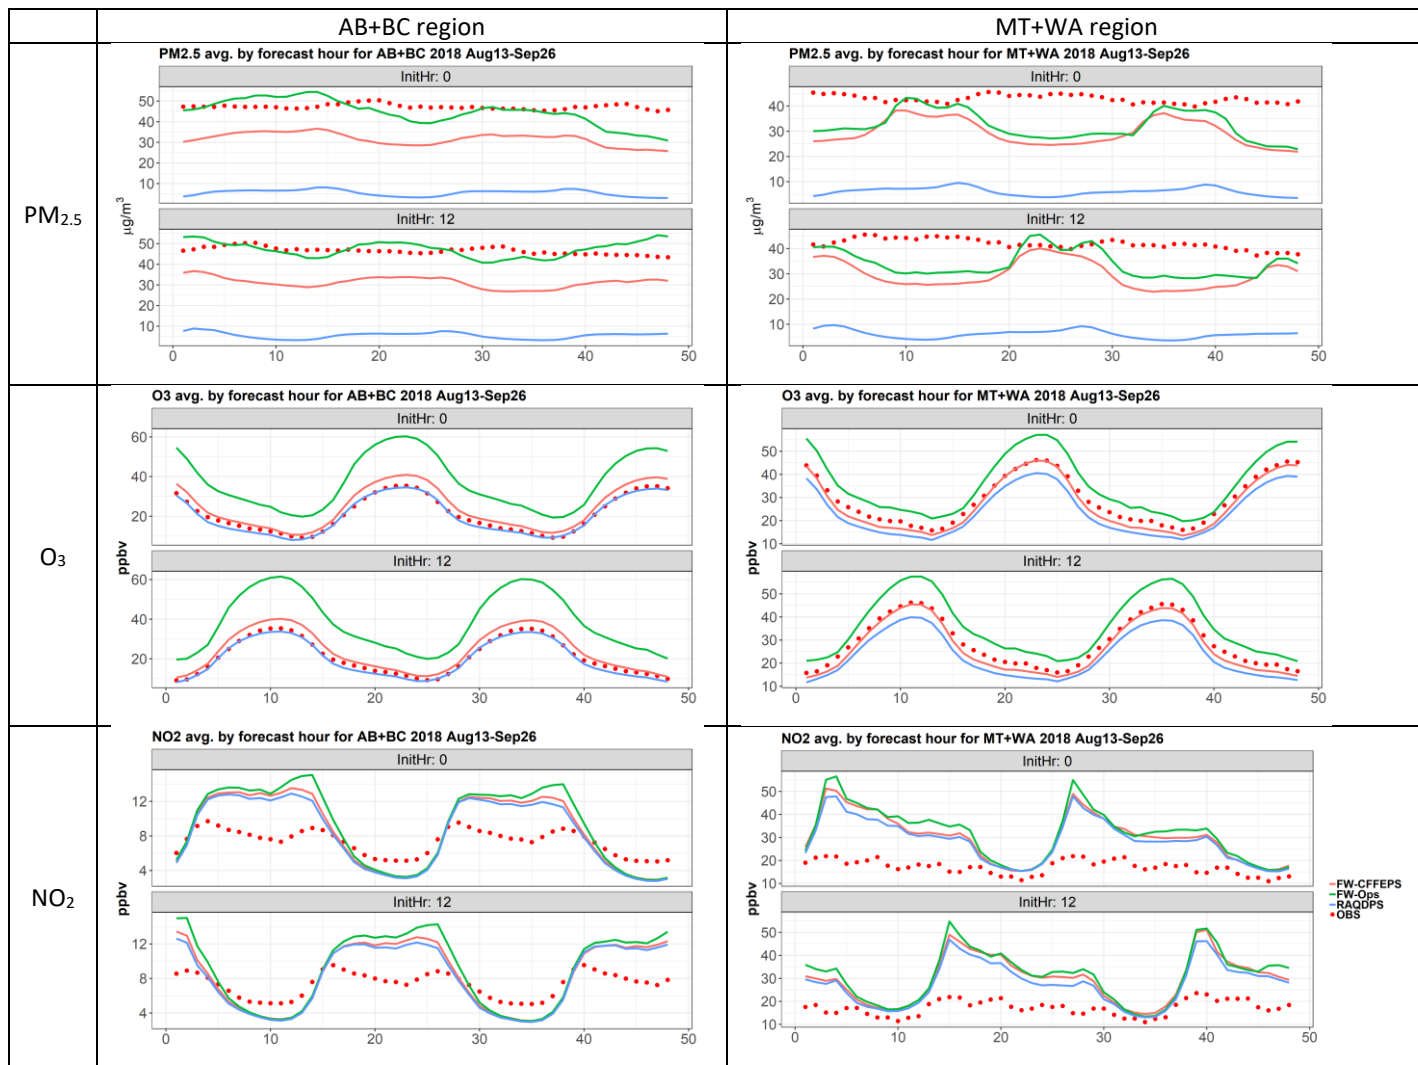 AB+BC region
MT+WA region
PM2.5
PM2.5 avg. by forecast hour for AB+BC 2018 Aug13-Sep26
InitHr: 0
50
40
30
20
10
InitHr: 12
50
40
30
20
10
µg/m³
0 10 20 30 40 50
PM2.5 avg. by forecast hour for MT+WA 2018 Aug13-Sep26
InitHr: 0
40
30
20
10
InitHr: 12
40
30
20
10
µg/m³
0 10 20 30 40 50
O3
O3 avg. by forecast hour for AB+BC 2018 Aug13-Sep26
InitHr: 0
60
40
20
InitHr: 12
60
40
20
ppbv
0 10 20 30 40 50
O3 avg. by forecast hour for MT+WA 2018 Aug13-Sep26
InitHr: 0
50
40
30
20
10
InitHr: 12
50
40
30
20
10
ppbv
0 10 20 30 40 50
NO2
NO2 avg. by forecast hour for AB+BC 2018 Aug13-Sep26
InitHr: 0
12
8
4
InitHr: 12
12
8
4
ppbv
0 10 20 30 40 50
NO2 avg. by forecast hour for MT+WA 2018 Aug13-Sep26
InitHr: 0
50
40
30
20
10
InitHr: 12
50
40
30
20
10
ppbv
0 10 20 30 40 50
FW-CFFEPS
FW-Ops
RAQDPS
OBS